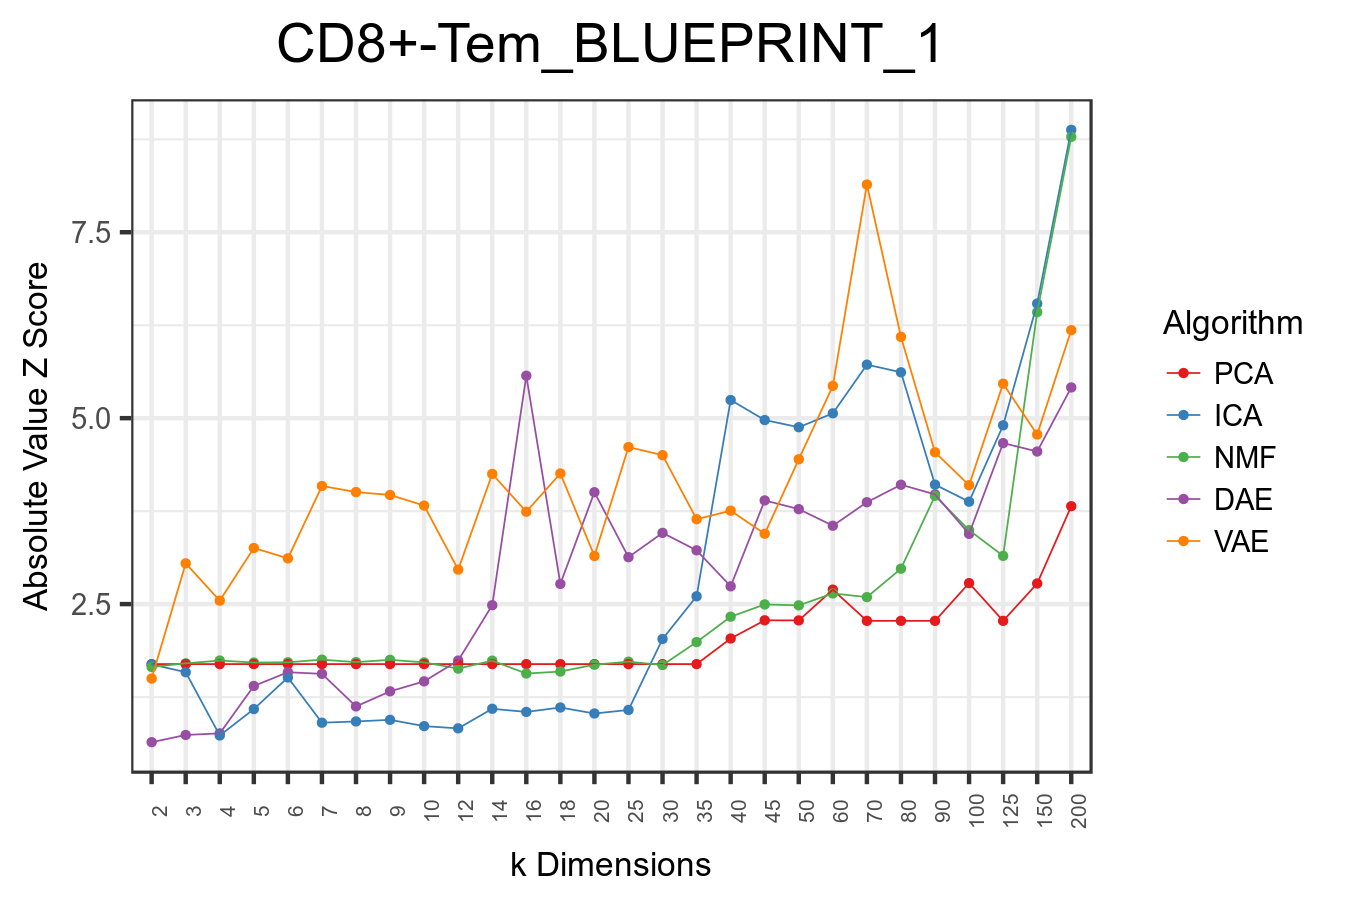 CD8+-Tem_BLUEPRINT_1
Absolute Value Z Score
7.5
5.0
2.5
2 3 4 5 6 7 8 9 10 12 14 16 18 20 25 30 35 40 45 50 60 70 80 90 100 125 150 200
k Dimensions
Algorithm
PCA
ICA
NMF
DAE
VAE